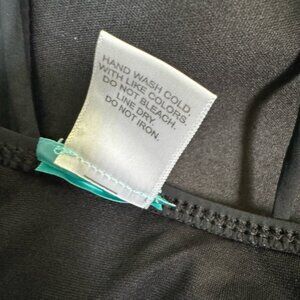 HAND WASH COLD
WITH LIKE COLORS.
DO NOT BLEACH.
LINE DRY.
DO NOT IRON.